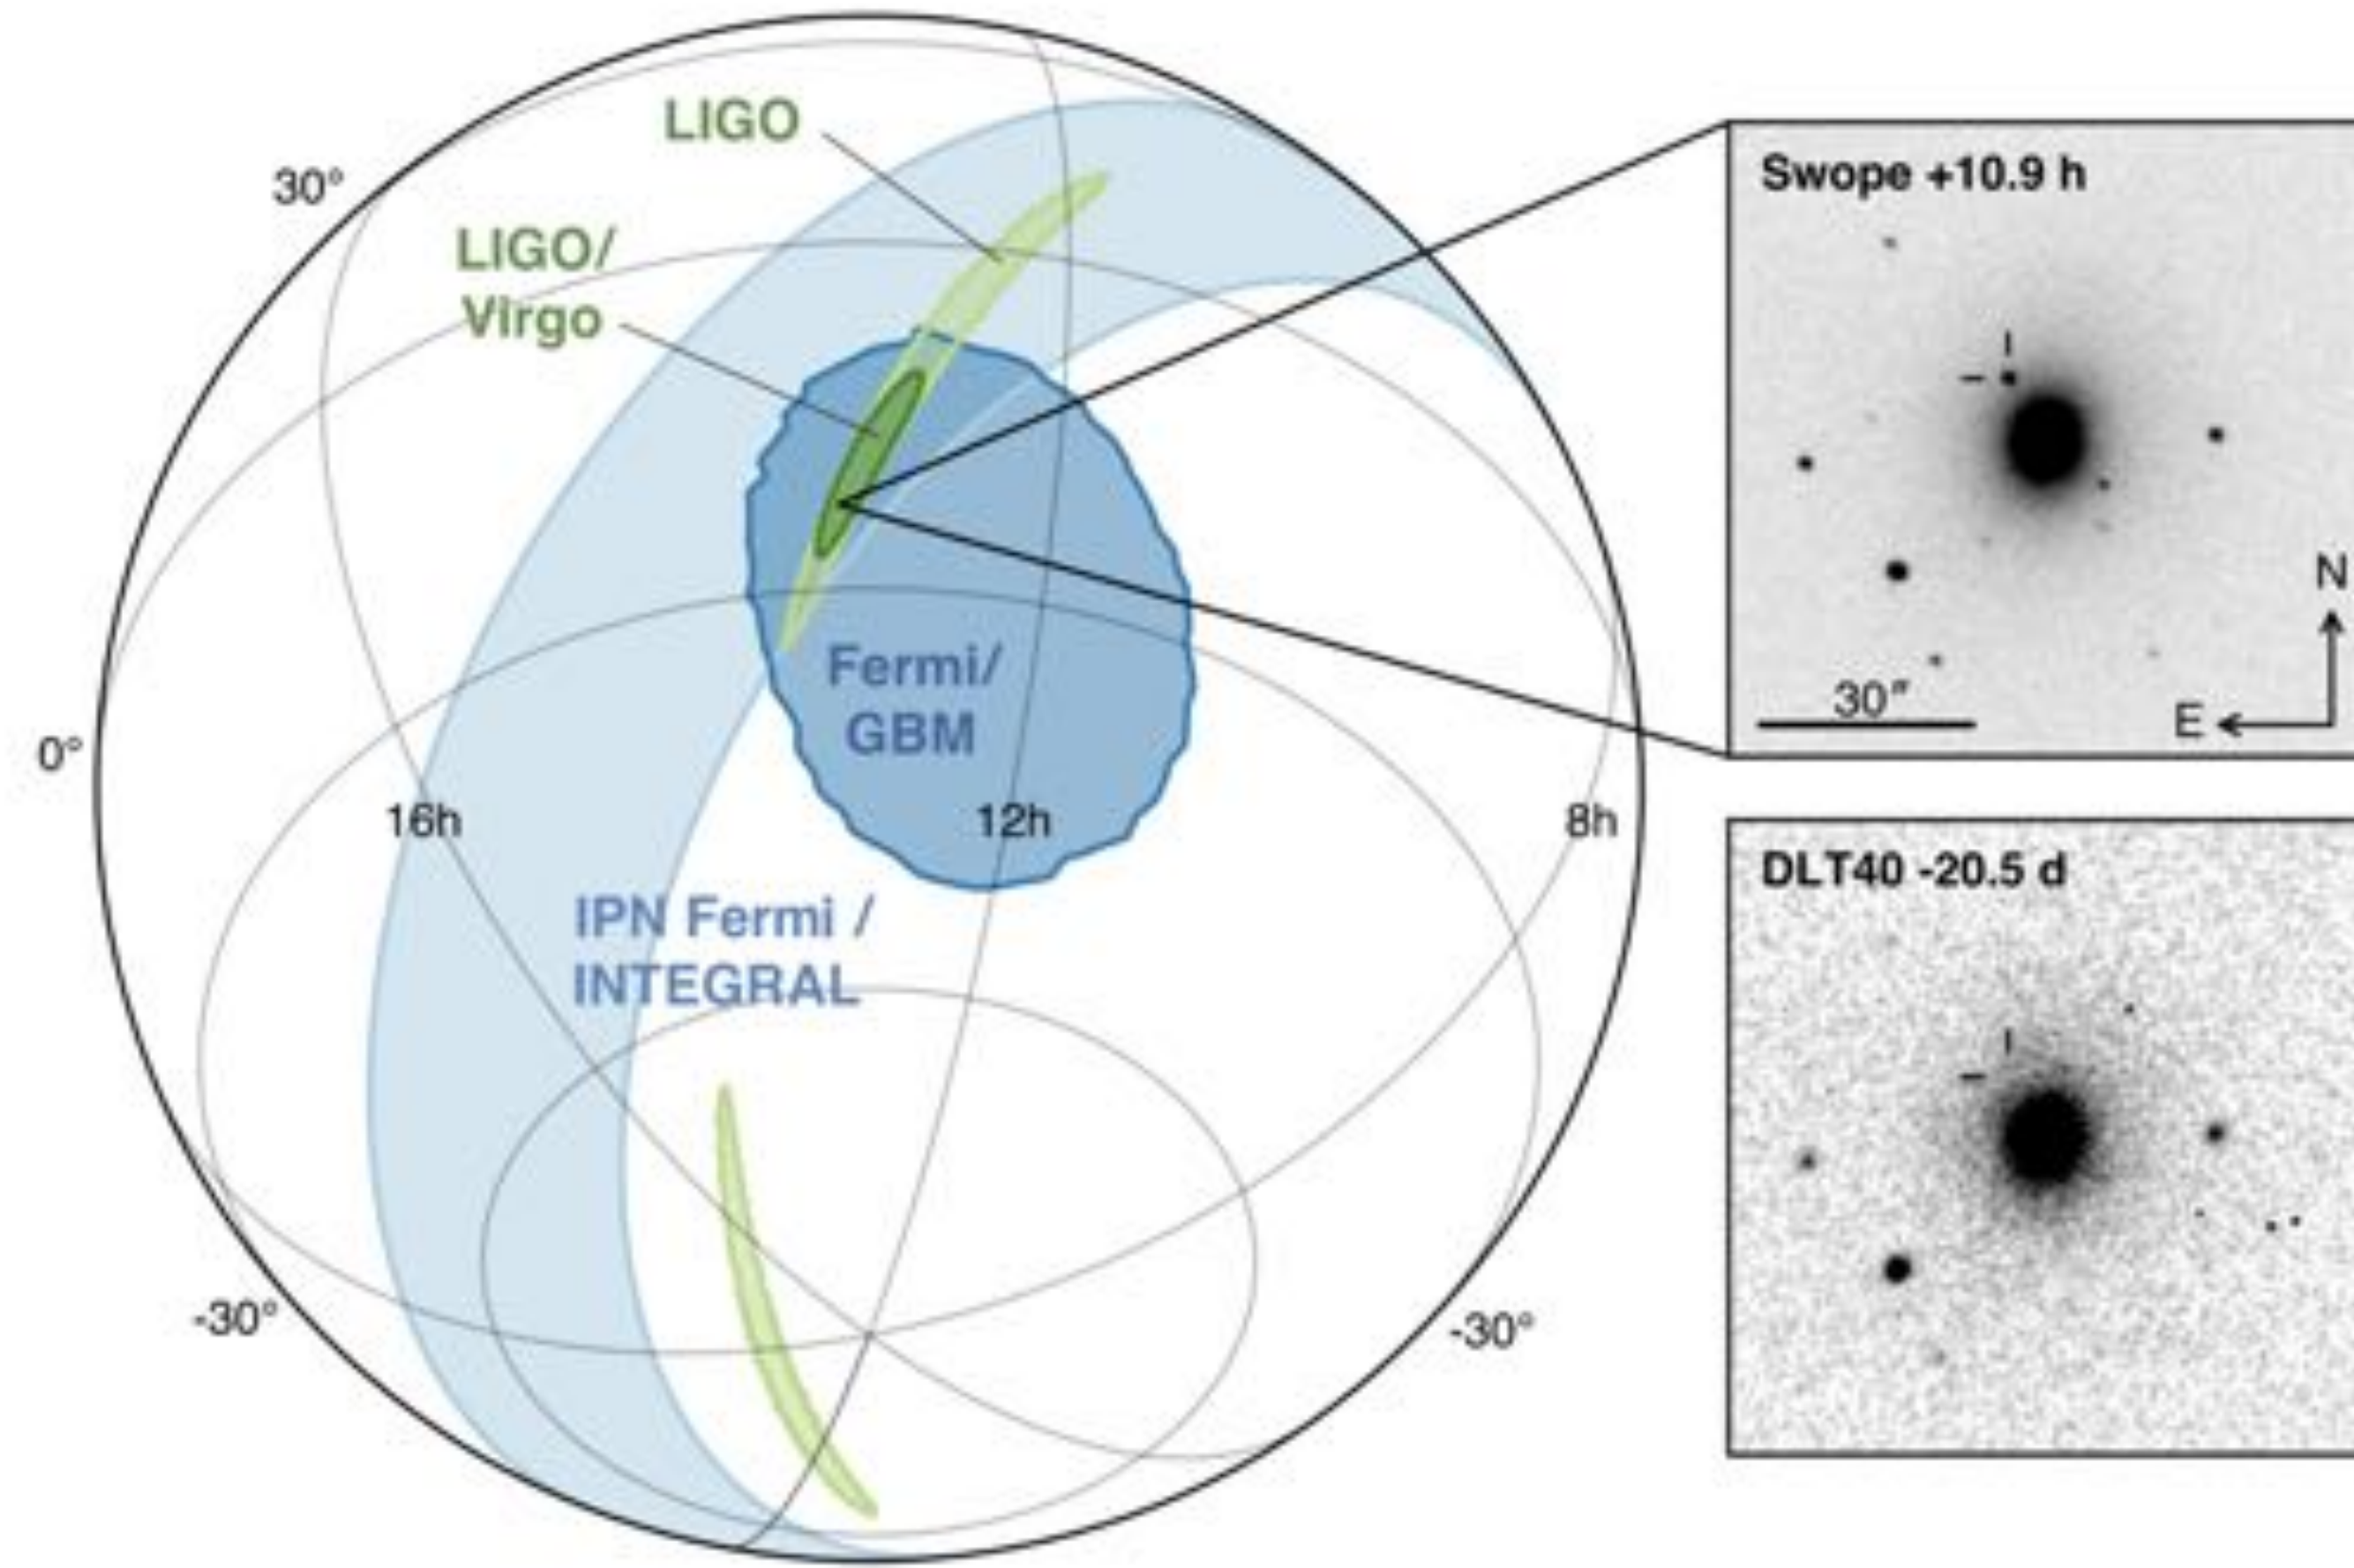 LIGO
30°
LIGO/
Virgo
Fermi/
GBM
0°
16h
12h
8h
IPN Fermi /
INTEGRAL
-30°
-30°
Swope +10.9 h
N
30″
E
DLT40 -20.5 d